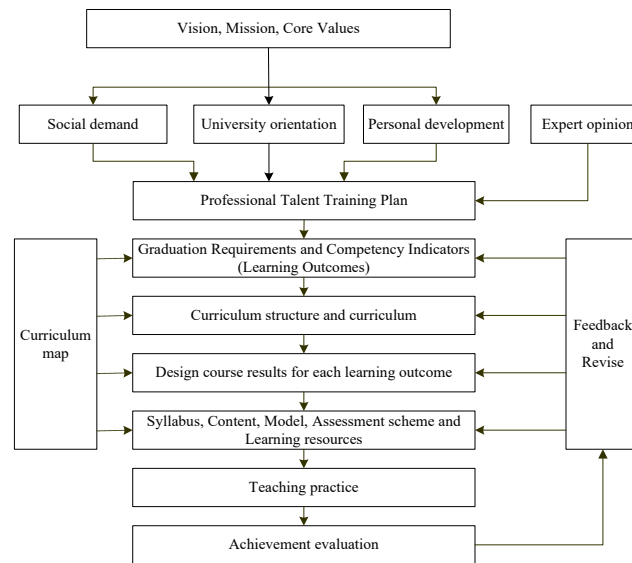 Vision, Mission, Core Values
Social demand
University orientation
Personal development
Expert opinion
Professional Talent Training Plan
Graduation Requirements and Competency Indicators
(Learning Outcomes)
Curriculum structure and curriculum
Curriculum
map
Feedback
and
Revise
Design course results for each learning outcome
Syllabus, Content, Model, Assessment scheme and
Learning resources
Teaching practice
Achievement evaluation